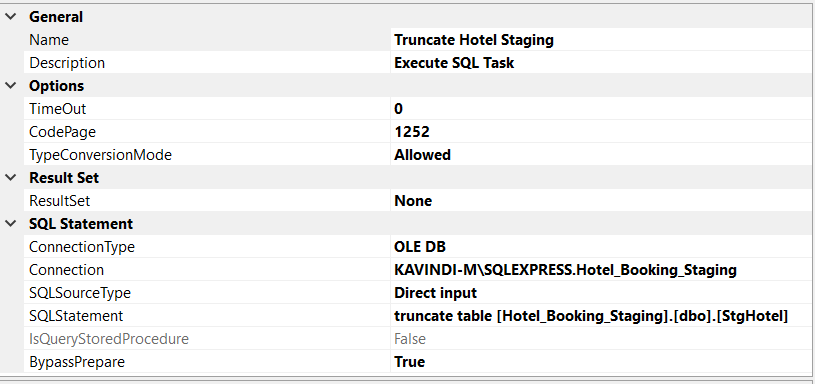 General
Name Truncate Hotel Staging
Description Execute SQL Task
Options
TimeOut 0
CodePage 1252
TypeConversionMode Allowed
Result Set
ResultSet None
SQL Statement
ConnectionType OLE DB
Connection KAVINDI-M\SQLEXPRESS.Hotel_Booking_Staging
SQLSourceType Direct input
SQLStatement truncate table [Hotel_Booking_Staging].[dbo].[StgHotel]
IsQueryStoredProcedure False
BypassPrepare True